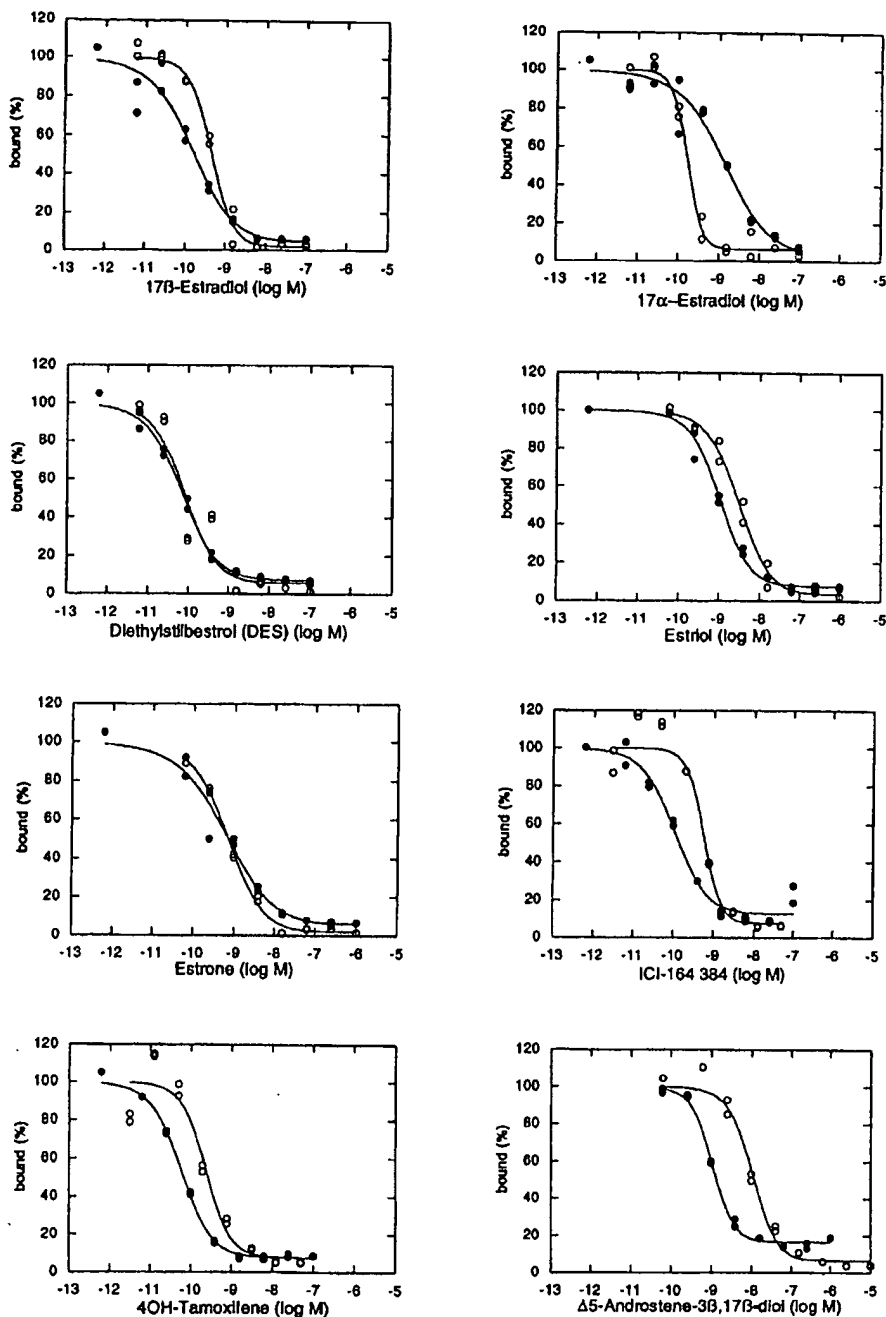 120
100
80
60
40
20
0
bound (%)
-13 -12 -11 -10 -9 -8 -7 -6 -5
17ß-Estradiol (log M)
120
100
80
60
40
20
0
bound (%)
-13 -12 -11 -10 -9 -8 -7 -6 -5
17α–Estradiol (log M)
120
100
80
60
40
20
0
bound (%)
-13 -12 -11 -10 -9 -8 -7 -6 -5
Diethylstilbestrol (DES) (log M)
120
100
80
60
40
20
0
bound (%)
-13 -12 -11 -10 -9 -8 -7 -6 -5
Estriol (log M)
120
100
80
60
40
20
0
bound (%)
-13 -12 -11 -10 -9 -8 -7 -6 -5
Estrone (log M)
120
100
80
60
40
20
0
bound (%)
-13 -12 -11 -10 -9 -8 -7 -6 -5
ICI-164 384 (log M)
120
100
80
60
40
20
0
bound (%)
-13 -12 -11 -10 -9 -8 -7 -6 -5
4OH-Tamoxilene (log M)
120
100
80
60
40
20
0
bound (%)
-13 -12 -11 -10 -9 -8 -7 -6 -5
Δ5-Androstene-3ß,17ß-diol (log M)